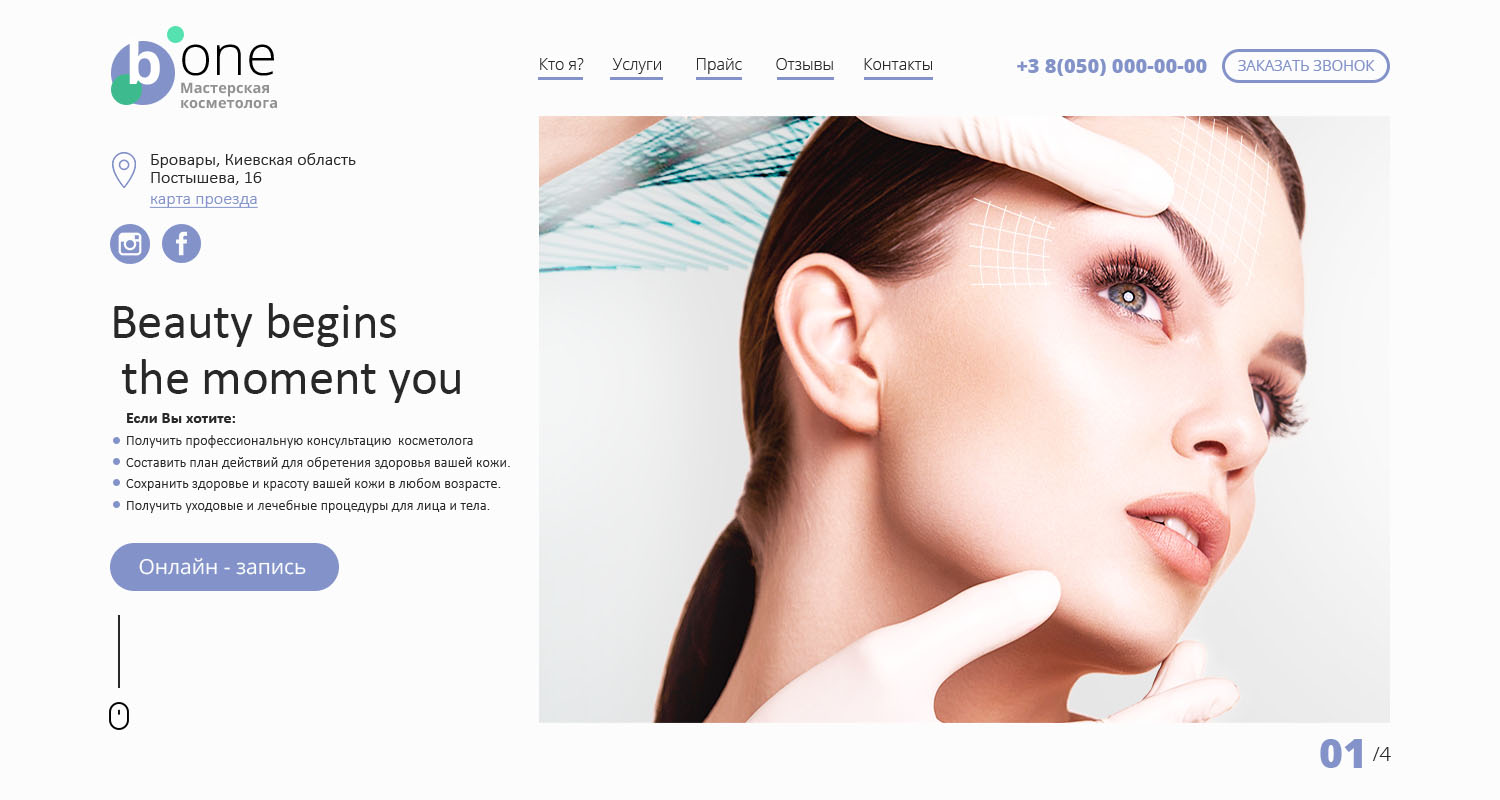 b one
Мастерская
косметолога
Кто я?
Услуги
Прайс
Отзывы
Контакты
+3 8(050) 000-00-00
ЗАКАЗАТЬ ЗВОНОК
Бровары, Киевская область
Постышева, 16
карта проезда
f
Beauty begins
the moment you
Если Вы хотите:
Получить профессиональную консультацию косметолога
Составить план действий для обретения здоровья вашей кожи.
Сохранить здоровье и красоту вашей кожи в любом возрасте.
Получить уходовые и лечебные процедуры для лица и тела.
Онлайн - запись
01 /4